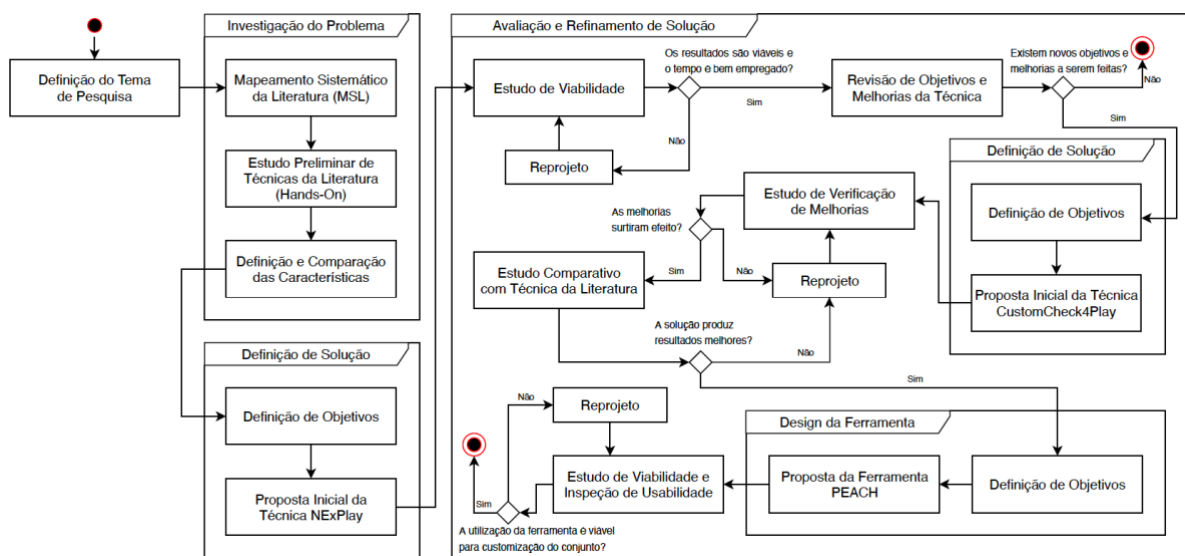 Definição do Tema
de Pesquisa
Investigação do Problema
Mapeamento Sistemático
da Literatura (MSL)
Estudo Preliminar de
Técnicas da Literatura
(Hands-On)
Definição e Comparação
das Características
Definição de Solução
Definição de Objetivos
Proposta Inicial da
Técnica NExPlay
Avaliação e Refinamento de Solução
Estudo de Viabilidade
Os resultados são viáveis e
o tempo é bem empregado?
Sim
Não
Reprojeto
Revisão de Objetivos e
Melhorias da Técnica
Existem novos objetivos e
melhorias a serem feitas?
Não
Sim
Definição de Solução
Definição de Objetivos
Proposta Inicial da Técnica
CustomCheck4Play
Estudo de Verificação
de Melhorias
As melhorias
surtiram efeito?
Sim
Não
Reprojeto
Estudo Comparativo
com Técnica da Literatura
A solução produz
resultados melhores?
Não
Sim
Design da Ferramenta
Definição de Objetivos
Proposta da Ferramenta
PEACH
Estudo de Viabilidade e
Inspeção de Usabilidade
Reprojeto
Não
Sim
A utilização da ferramenta é viável
para customização do conjunto?